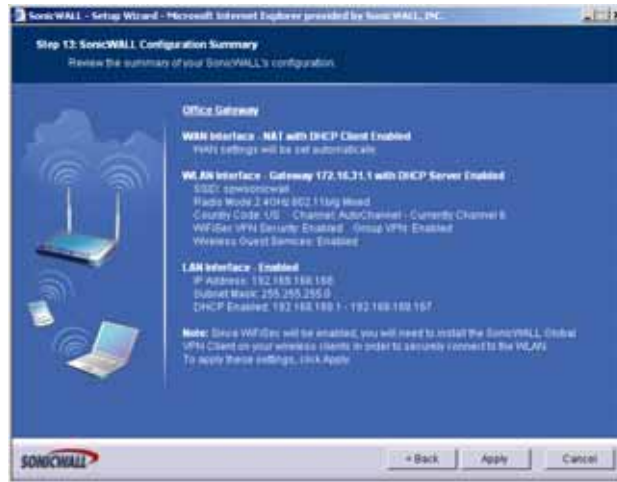 SonicWALL - Setup Wizard - Microsoft Internet Explorer provided by SonicWALL, INC.
Step 13: SonicWALL Configuration Summary
Review the summary of your SonicWALL's configuration.
Office Gateway
WAN Interface - NAT with DHCP Client Enabled
WAN settings will be set automatically.
WLAN Interface - Gateway 172.16.31.1 with DHCP Server Enabled
SSID: spwsonicwall
Radio Mode 2.4GHz 802.11b/g Mixed
Country Code: US Channel: AutoChannel - Currently Channel 6
WiFiSec VPN Security: Enabled Group VPN: Enabled
Wireless Guest Services: Enabled
LAN Interface - Enabled
IP Address: 192.168.168.168
Subnet Mask: 255.255.255.0
DHCP Enabled: 192.168.168.1 - 192.168.168.167
Note: Since WiFiSec will be enabled, you will need to install the SonicWALL Global
VPN Client on your wireless clients in order to securely connect to the WLAN.
To apply these settings, click Apply.
SONICWALL
< Back
Apply
Cancel